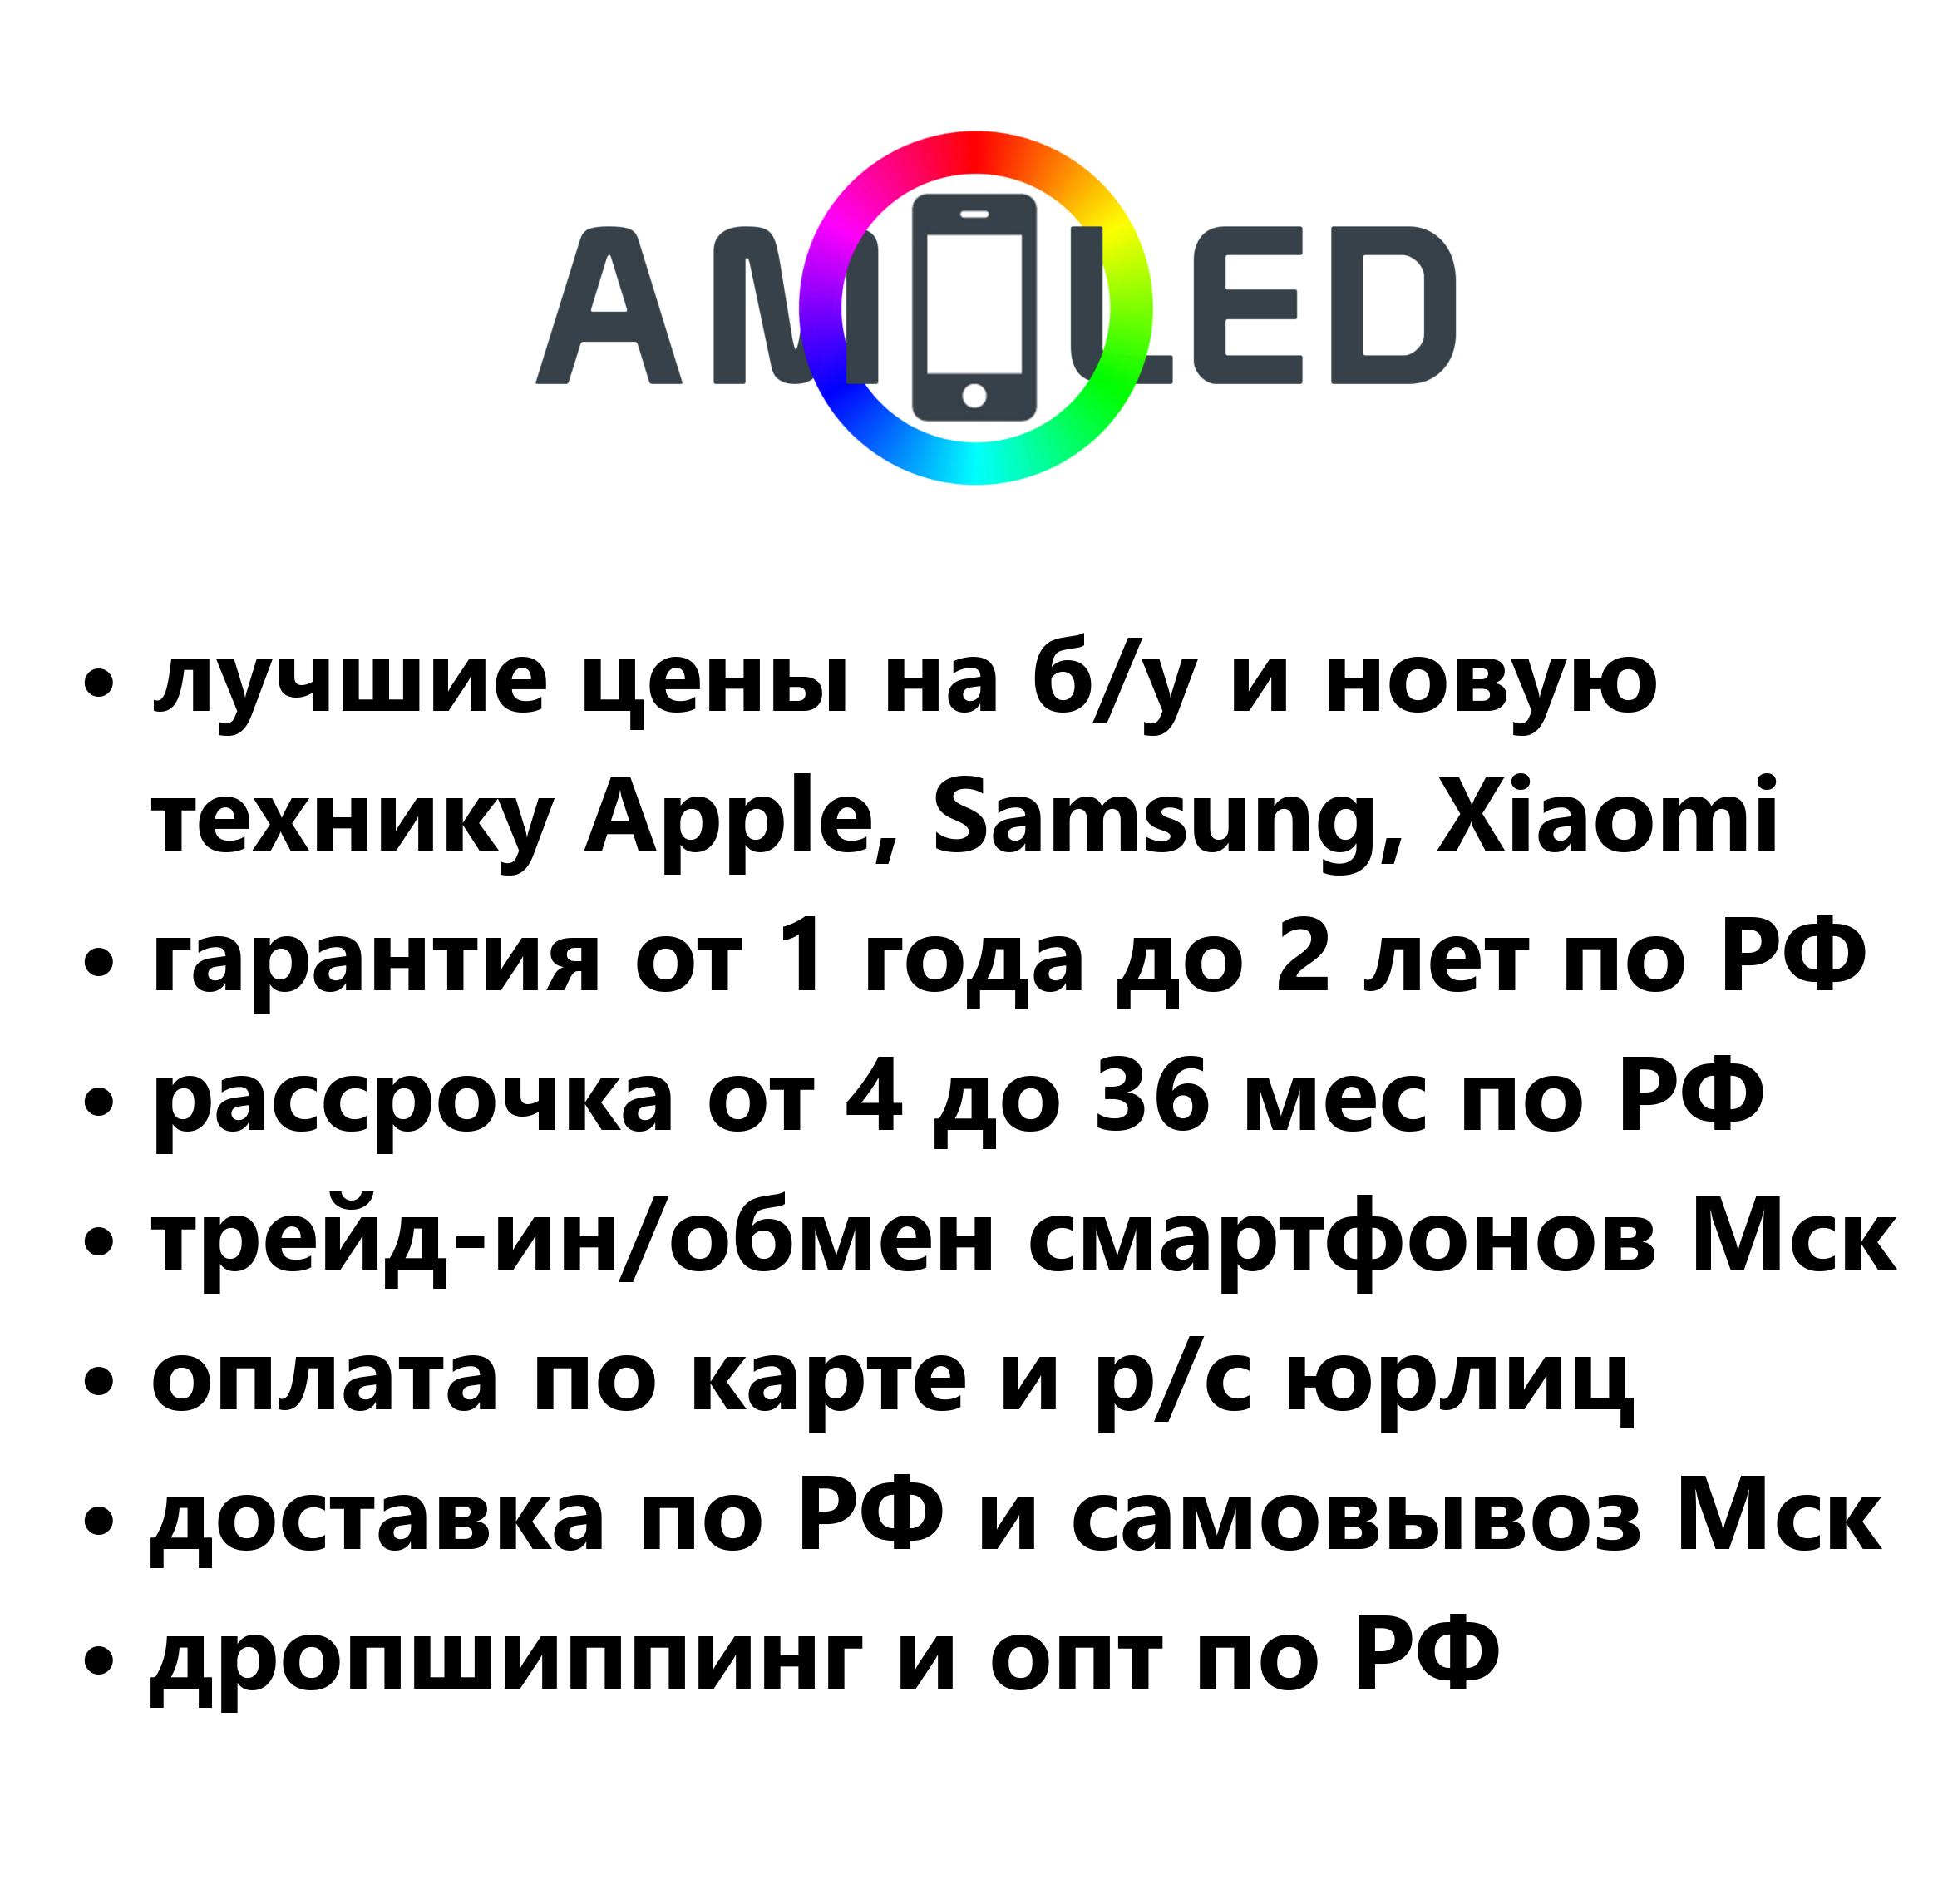 AMOLED
• лучшие цены на б/у и новую
технику Apple, Samsung, Xiaomi
• гарантия от 1 года до 2 лет по РФ
• рассрочка от 4 до 36 мес по РФ
• трейд-ин/обмен смартфонов Мск
• оплата по карте и р/с юрлиц
• доставка по РФ и самовывоз Мск
• дропшиппинг и опт по РФ